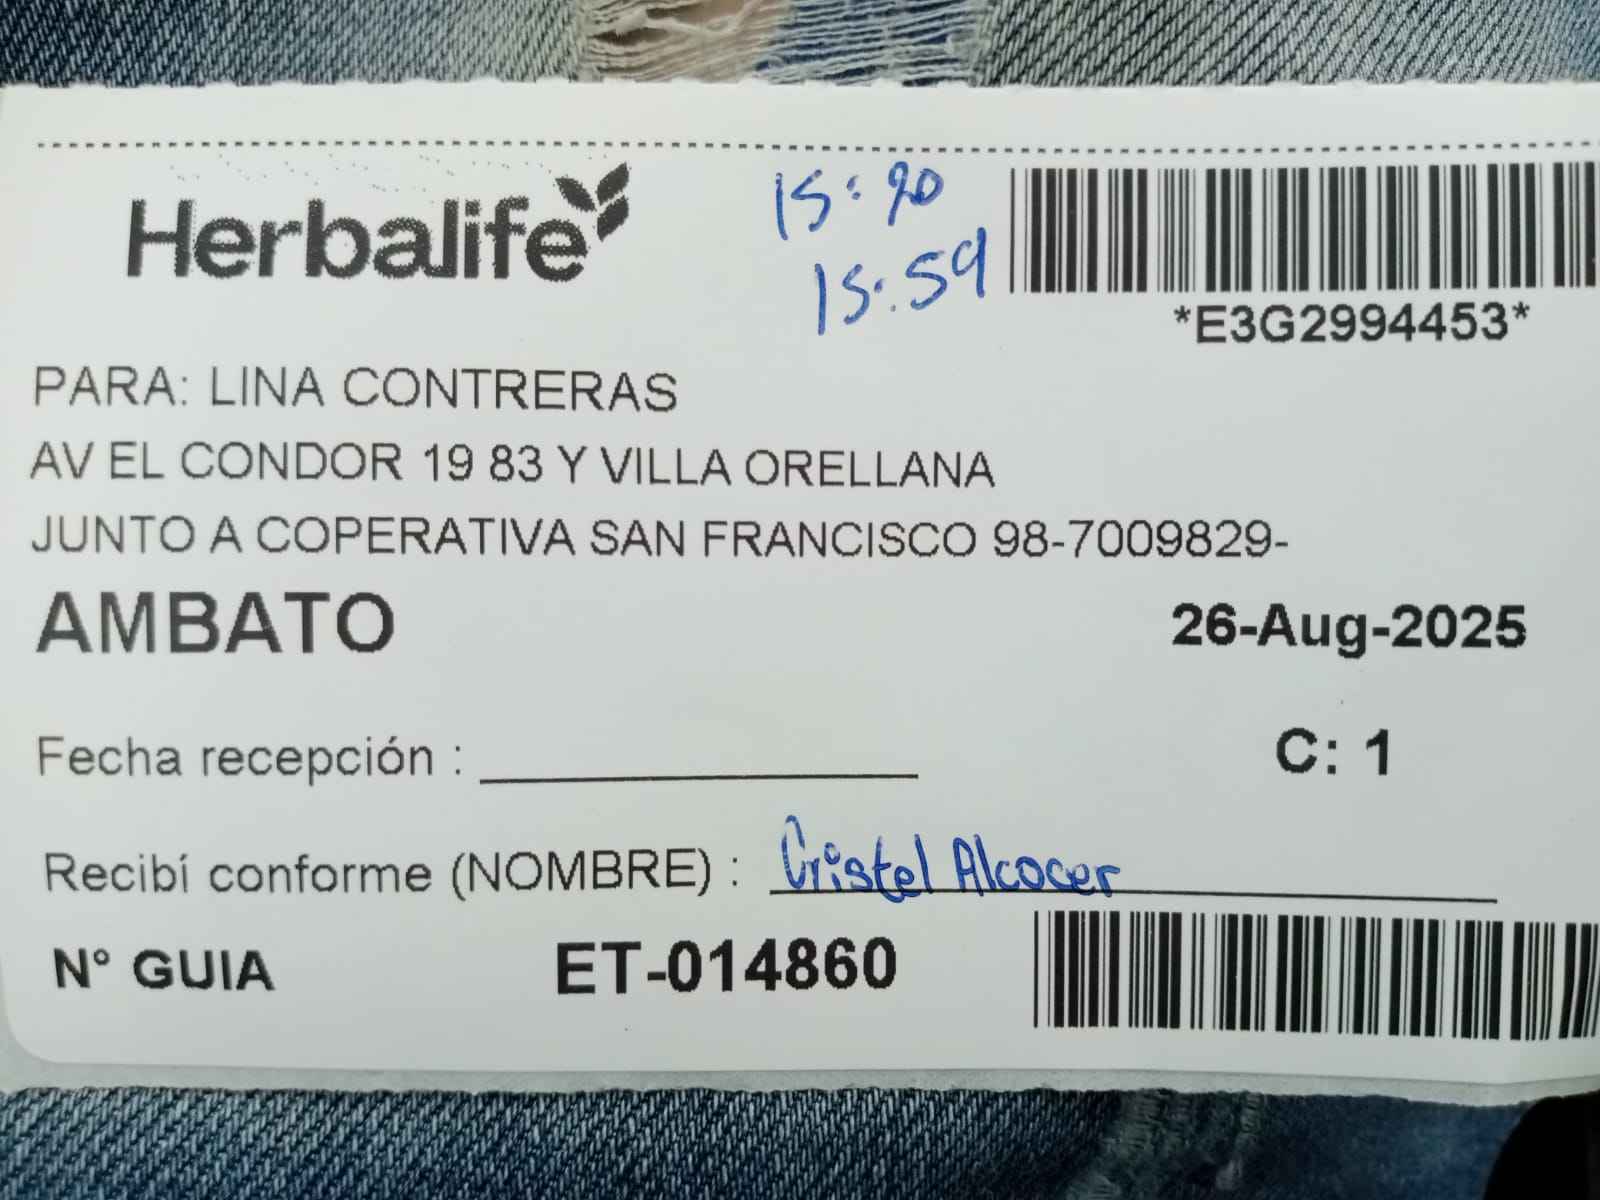 Herbalife
15:20
15:59
*E3G2994453*
PARA: LINA CONTRERAS
AV EL CONDOR 19 83 Y VILLA ORELLANA
JUNTO A COPERATIVA SAN FRANCISCO 98-7009829-
AMBATO
26-Aug-2025
Fecha recepción :
C: 1
Recibí conforme (NOMBRE) : Cristel Alcocer
N° GUIA ET-014860